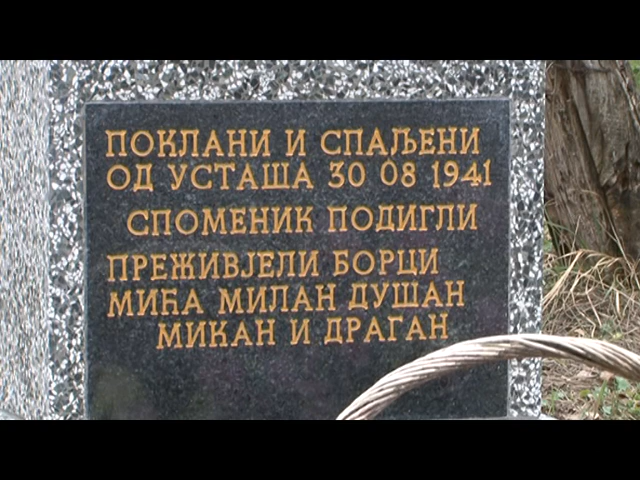 ПОКЛАНИ И СПАЉЕНИ
ОД УСТАША 30 08 1941
СПОМЕНИК ПОДИГЛИ
ПРЕЖИВЈЕЛИ БОРЦИ
МИЋА МИЛАН ДУШАН
МИКАН И ДРАГАН